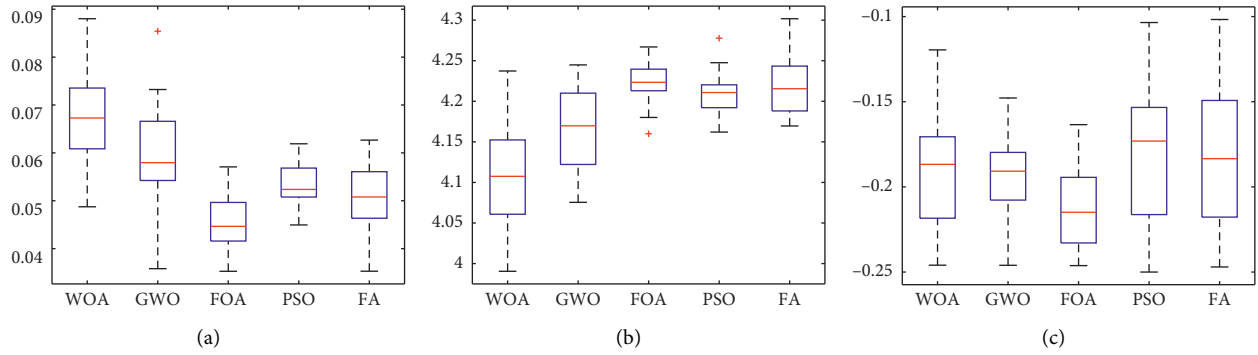 0.09
0.08
0.07
0.06
0.05
0.04
WOA GWO FOA PSO FA
(a)
4.3
4.25
4.2
4.15
4.1
4.05
4
WOA GWO FOA PSO FA
(b)
−0.1
−0.15
−0.2
−0.25
WOA GWO FOA PSO FA
(c)